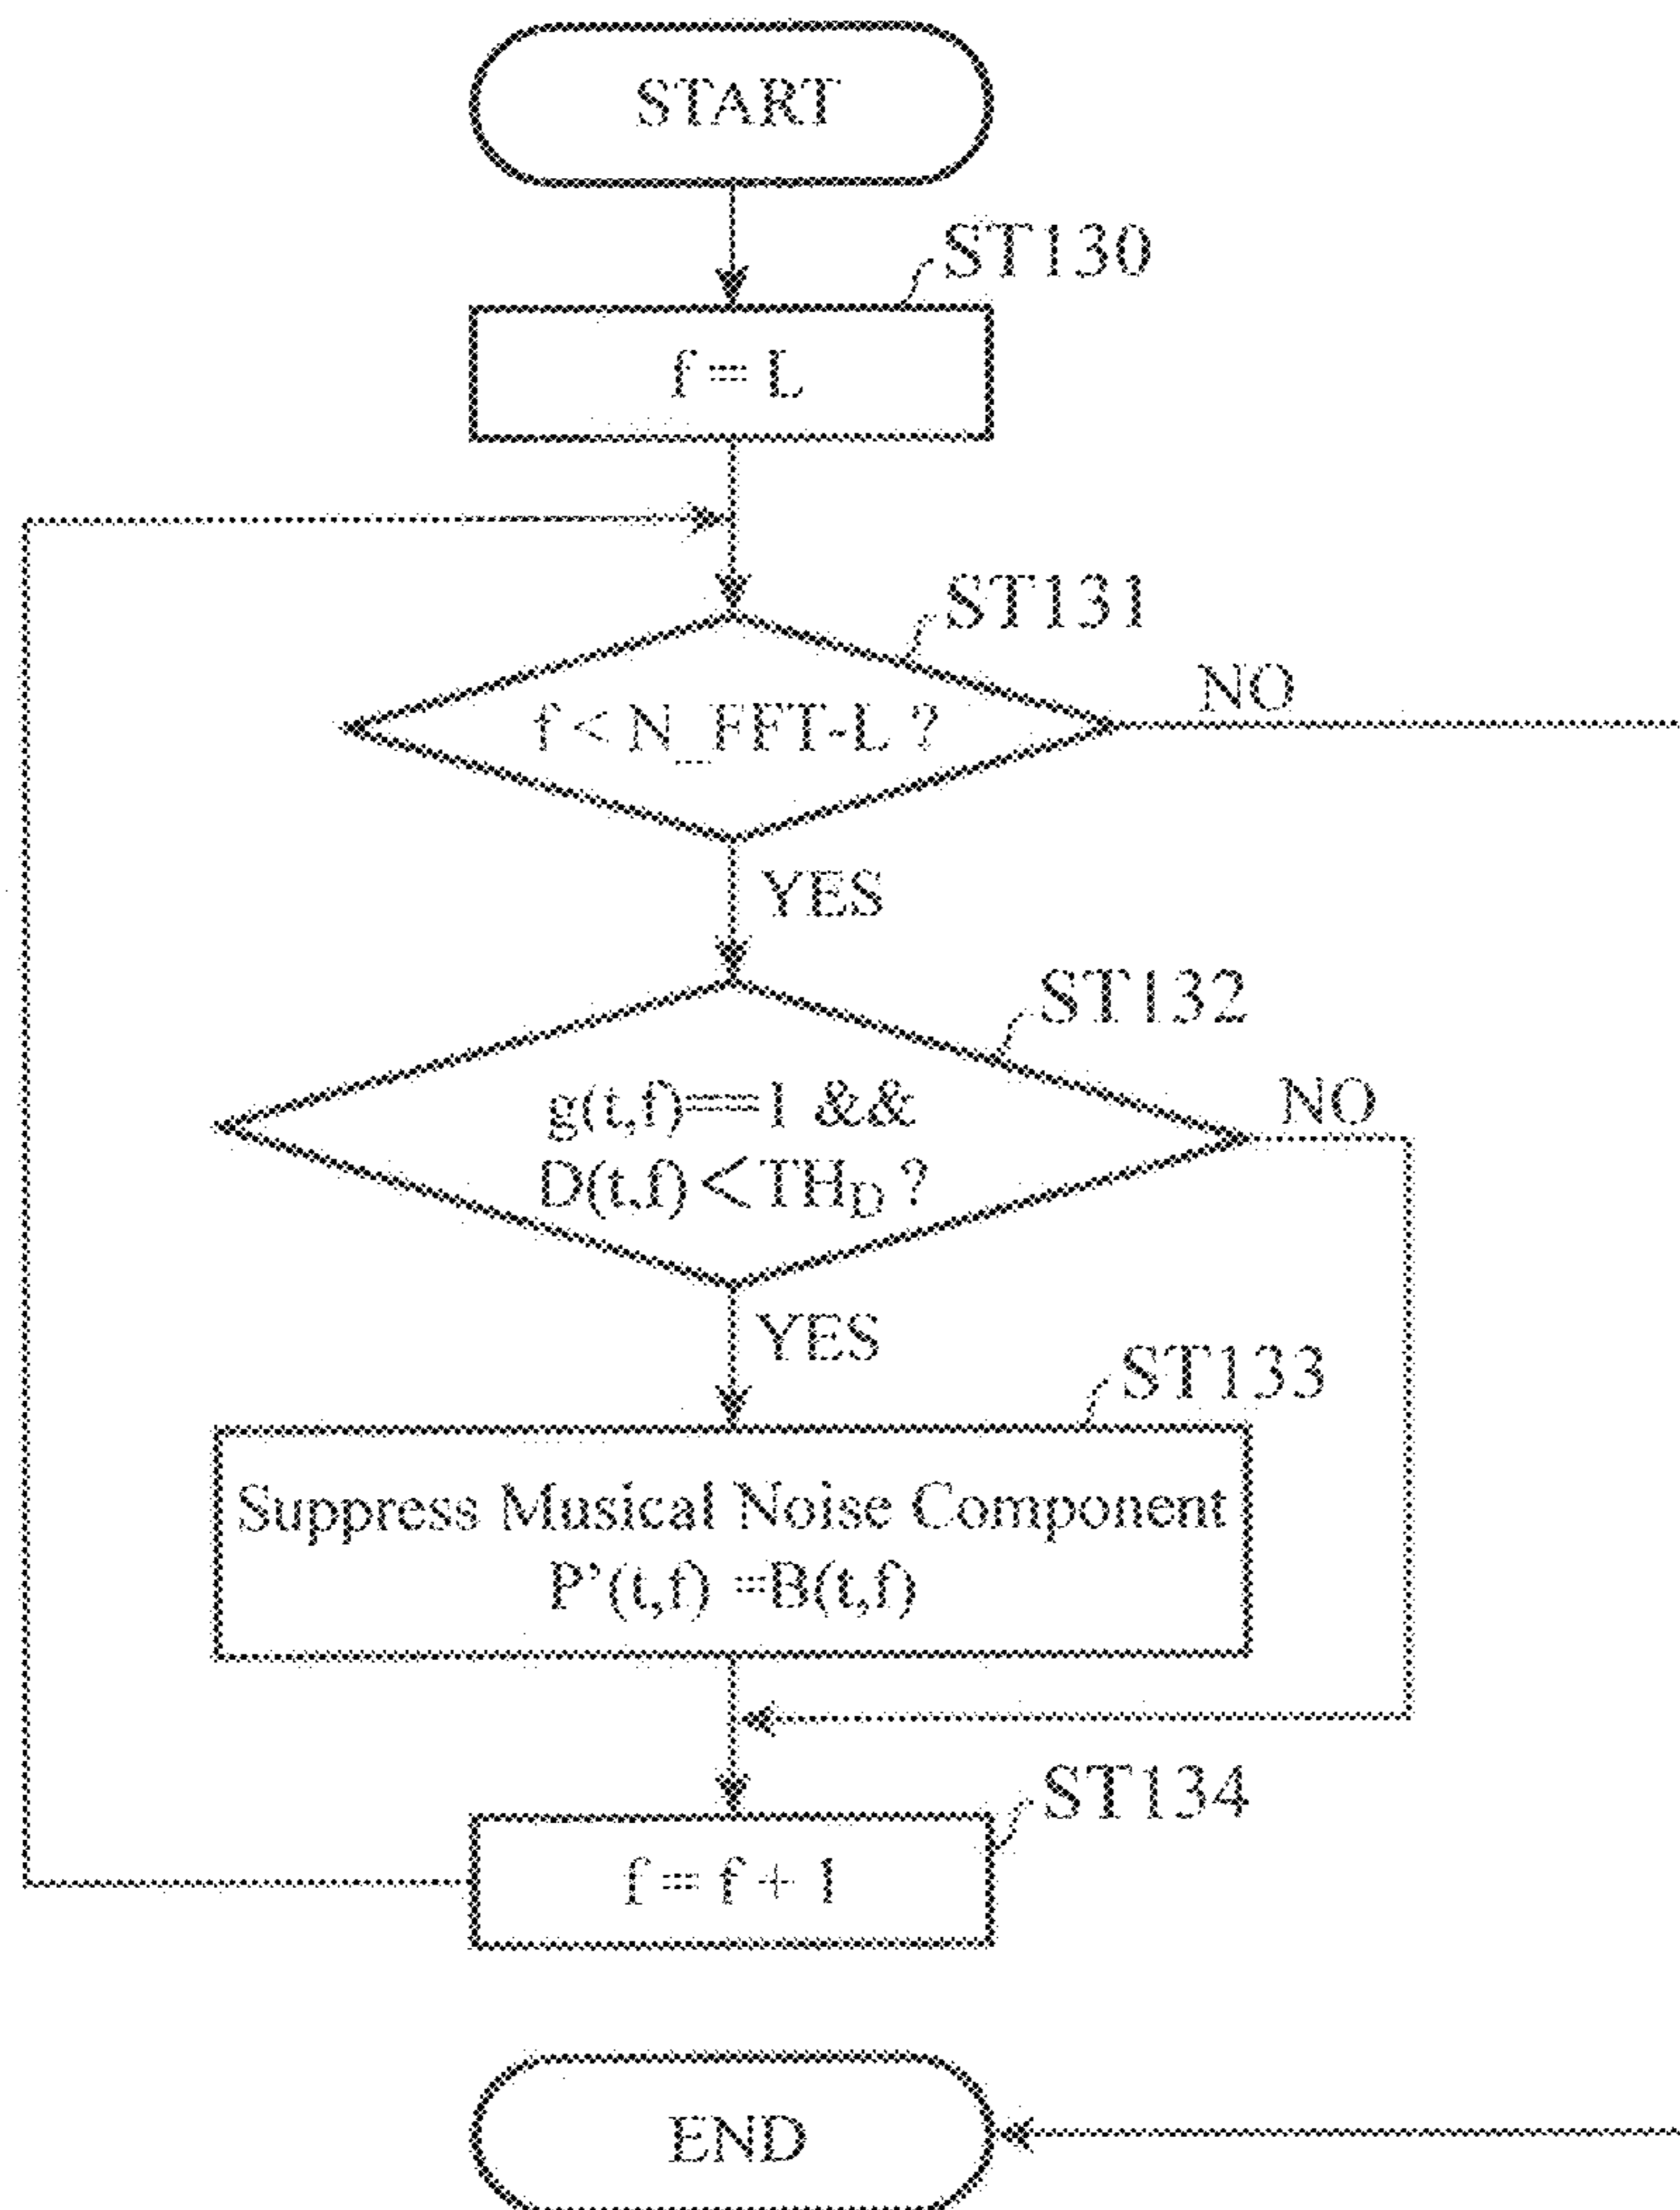 START
ST130
f = L
ST131
f < N_FFT-L ?
NO
YES
ST132
g(t,f)==1 &&
D(t,f)<TH_D ?
NO
YES
ST133
Suppress Musical Noise Component
P'(t,f) =B(t,f)
ST134
f = f + 1
END